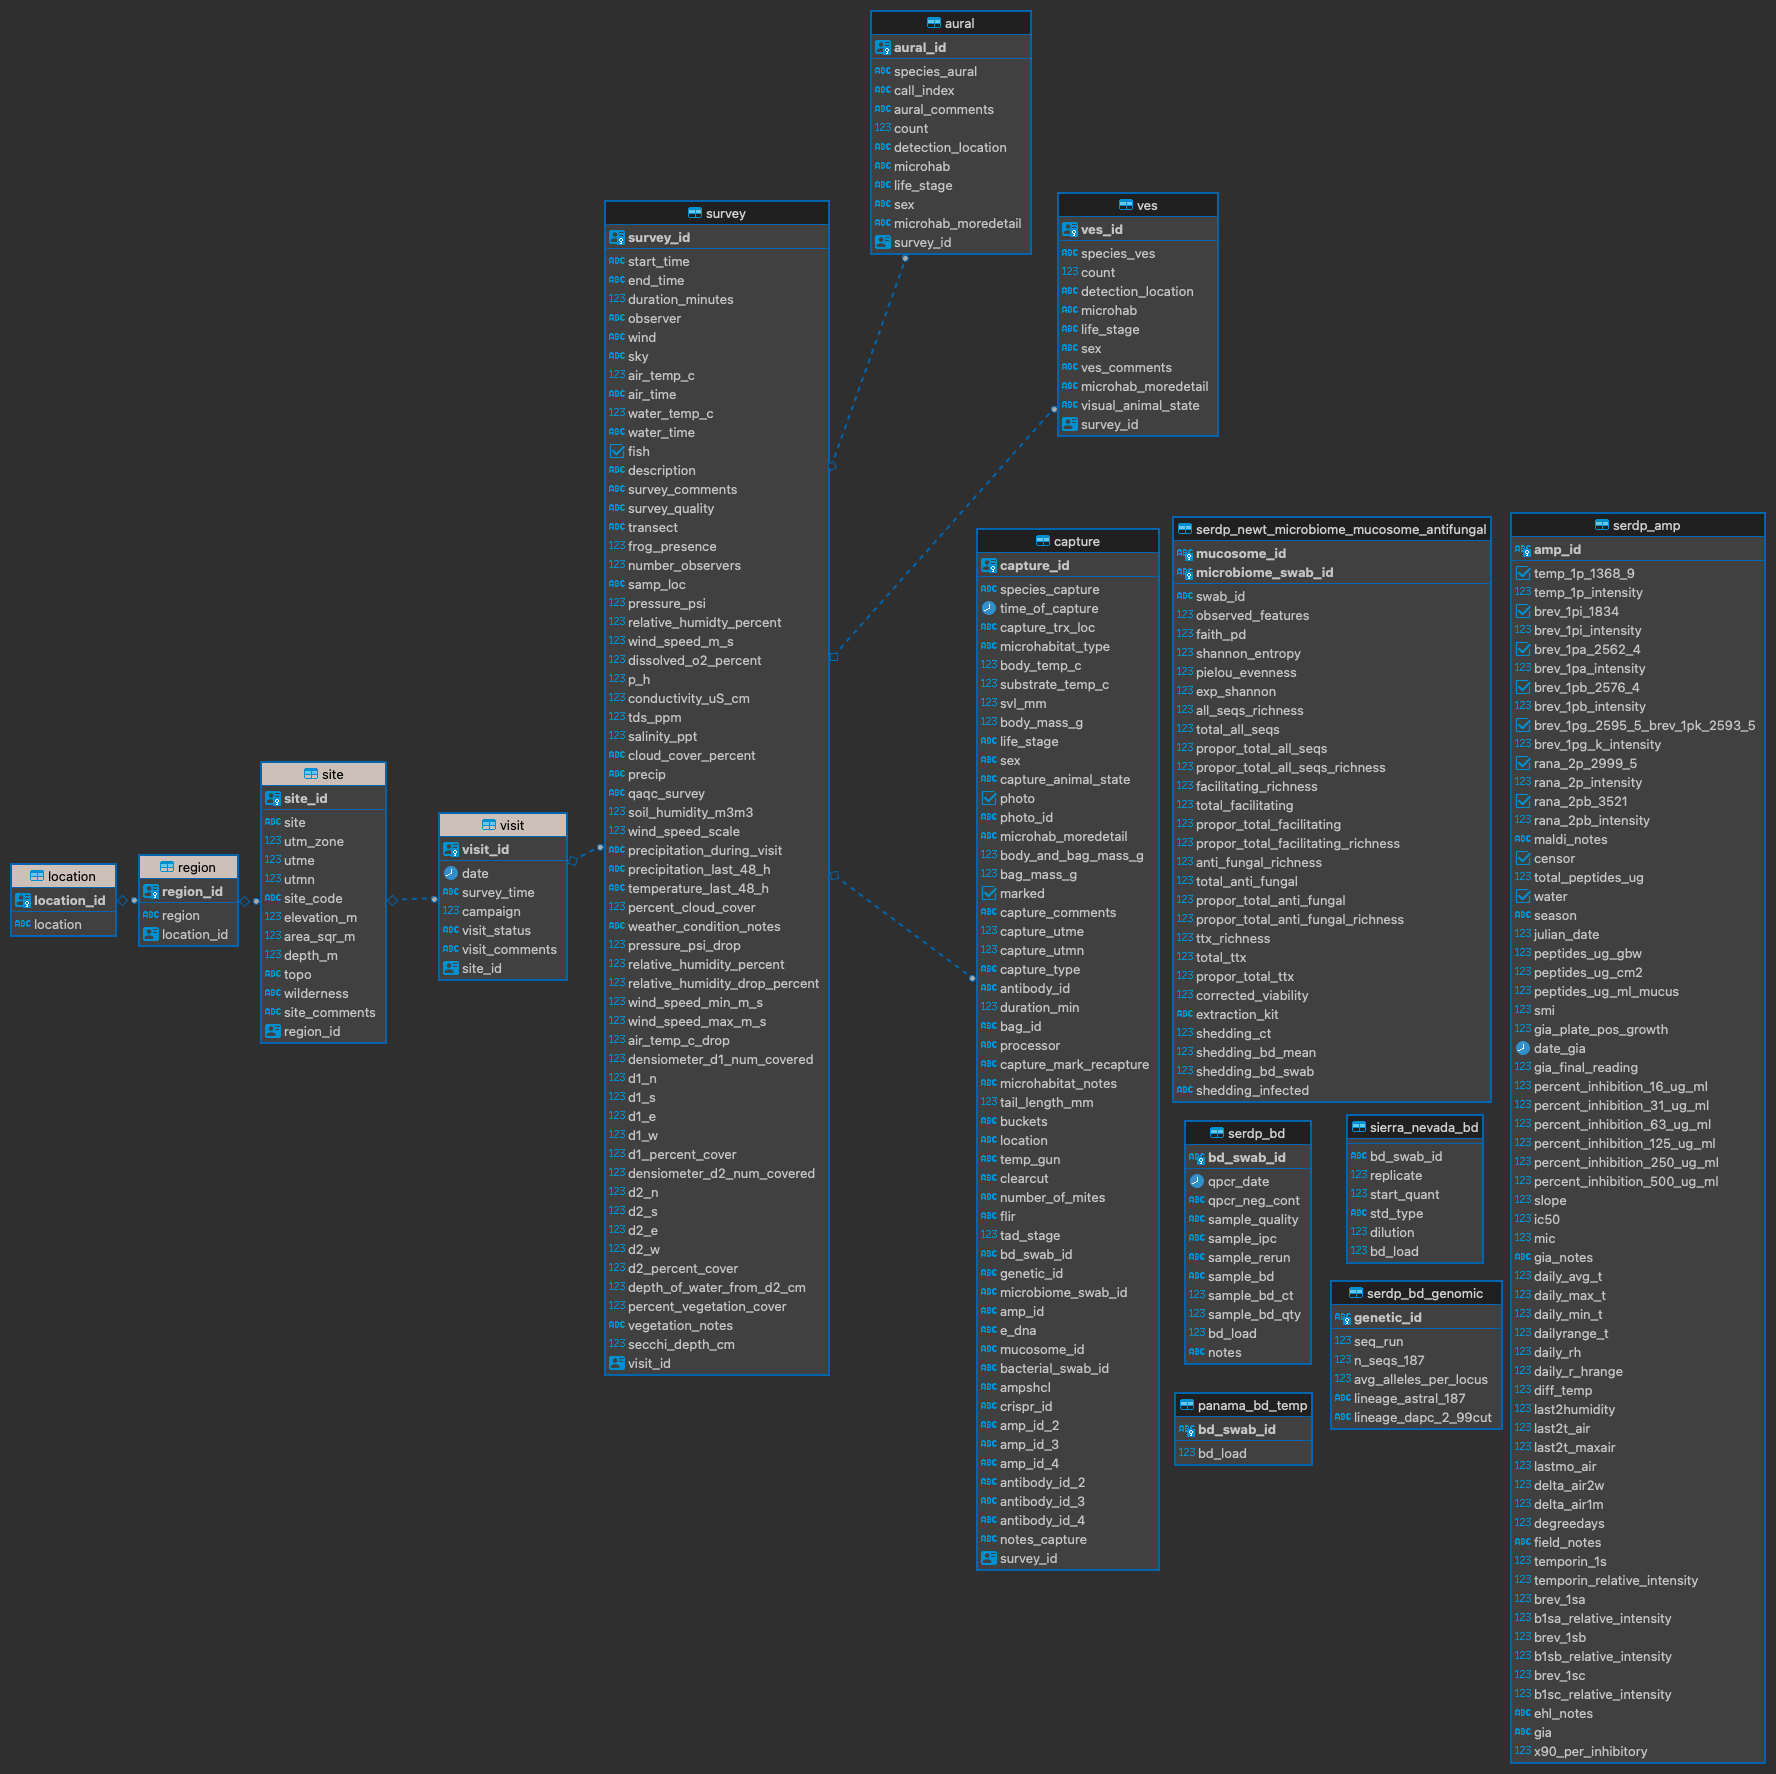 aural
aural_id
species_aural
call_index
aural_comments
count
detection_location
microhab
life_stage
sex
microhab_moredetail
survey_id
ves
ves_id
species_ves
count
detection_location
microhab
life_stage
sex
ves_comments
microhab_moredetail
visual_animal_state
survey_id
location
location_id
location
region
region_id
region
location_id
site
site_id
site
utm_zone
utme
utmn
site_code
elevation_m
area_sqr_m
depth_m
topo
wilderness
site_comments
region_id
visit
visit_id
date
survey_time
campaign
visit_status
visit_comments
site_id
survey
survey_id
start_time
end_time
duration_minutes
observer
wind
sky
air_temp_c
air_time
water_temp_c
water_time
fish
description
survey_comments
survey_quality
transect
frog_presence
number_observers
samp_loc
pressure_psi
relative_humidty_percent
wind_speed_m_s
dissolved_o2_percent
p_h
conductivity_uS_cm
tds_ppm
salinity_ppt
cloud_cover_percent
precip
qaqc_survey
soil_humidity_m3m3
wind_speed_scale
precipitation_during_visit
precipitation_last_48_h
temperature_last_48_h
percent_cloud_cover
weather_condition_notes
pressure_psi_drop
relative_humidity_percent
relative_humidity_drop_percent
wind_speed_min_m_s
wind_speed_max_m_s
air_temp_c_drop
densiometer_d1_num_covered
d1_n
d1_s
d1_e
d1_w
d1_percent_cover
densiometer_d2_num_covered
d2_n
d2_s
d2_e
d2_w
d2_percent_cover
depth_of_water_from_d2_cm
percent_vegetation_cover
vegetation_notes
secchi_depth_cm
visit_id
capture
capture_id
species_capture
time_of_capture
capture_trx_loc
microhabitat_type
body_temp_c
substrate_temp_c
svl_mm
body_mass_g
life_stage
sex
capture_animal_state
photo
photo_id
microhab_moredetail
body_and_bag_mass_g
bag_mass_g
marked
capture_comments
capture_utme
capture_utmn
capture_type
antibody_id
duration_min
bag_id
processor
capture_mark_recapture
microhabitat_notes
tail_length_mm
buckets
location
temp_gun
clearcut
number_of_mites
flir
tad_stage
bd_swab_id
genetic_id
microbiome_swab_id
amp_id
e_dna
mucosome_id
bacterial_swab_id
ampshcl
crispr_id
amp_id_2
amp_id_3
amp_id_4
antibody_id_2
antibody_id_3
antibody_id_4
notes_capture
survey_id
serdp_newt_microbiome_mucosome_antifungal
mucosome_id
microbiome_swab_id
swab_id
observed_features
faith_pd
shannon_entropy
pielou_evenness
exp_shannon
all_seqs_richness
total_all_seqs
propor_total_all_seqs
propor_total_all_seqs_richness
facilitating_richness
total_facilitating
propor_total_facilitating
propor_total_facilitating_richness
anti_fungal_richness
total_anti_fungal
propor_total_anti_fungal
propor_total_anti_fungal_richness
ttx_richness
total_ttx
propor_total_ttx
corrected_viability
extraction_kit
shedding_ct
shedding_bd_mean
shedding_bd_swab
shedding_infected
serdp_bd
bd_swab_id
qpcr_date
qpcr_neg_cont
sample_quality
sample_ipc
sample_rerun
sample_bd
sample_bd_ct
sample_bd_qty
bd_load
notes
sierra_nevada_bd
bd_swab_id
replicate
start_quant
std_type
dilution
bd_load
serdp_bd_genomic
genetic_id
seq_run
n_seqs_187
avg_alleles_per_locus
lineage_astral_187
lineage_dapc_2_99cut
panama_bd_temp
bd_swab_id
bd_load
serdp_amp
amp_id
temp_1p_1368_9
temp_1p_intensity
brev_1pi_1834
brev_1pi_intensity
brev_1pa_2562_4
brev_1pa_intensity
brev_1pb_2576_4
brev_1pb_intensity
brev_1pg_2595_5_brev_1pk_2593_5
brev_1pg_k_intensity
rana_2p_2999_5
rana_2p_intensity
rana_2pb_3521
rana_2pb_intensity
maldi_notes
censor
total_peptides_ug
water
season
julian_date
peptides_ug_gbw
peptides_ug_cm2
peptides_ug_ml_mucus
smi
gia_plate_pos_growth
date_gia
gia_final_reading
percent_inhibition_16_ug_ml
percent_inhibition_31_ug_ml
percent_inhibition_63_ug_ml
percent_inhibition_125_ug_ml
percent_inhibition_250_ug_ml
percent_inhibition_500_ug_ml
slope
ic50
mic
gia_notes
daily_avg_t
daily_max_t
daily_min_t
dailyrange_t
daily_rh
daily_r_hrange
diff_temp
last2humidity
last2t_air
last2t_maxair
lastmo_air
delta_air2w
delta_air1m
degreedays
field_notes
temporin_1s
temporin_relative_intensity
brev_1sa
b1sa_relative_intensity
brev_1sb
b1sb_relative_intensity
brev_1sc
b1sc_relative_intensity
ehl_notes
gia
x90_per_inhibitory